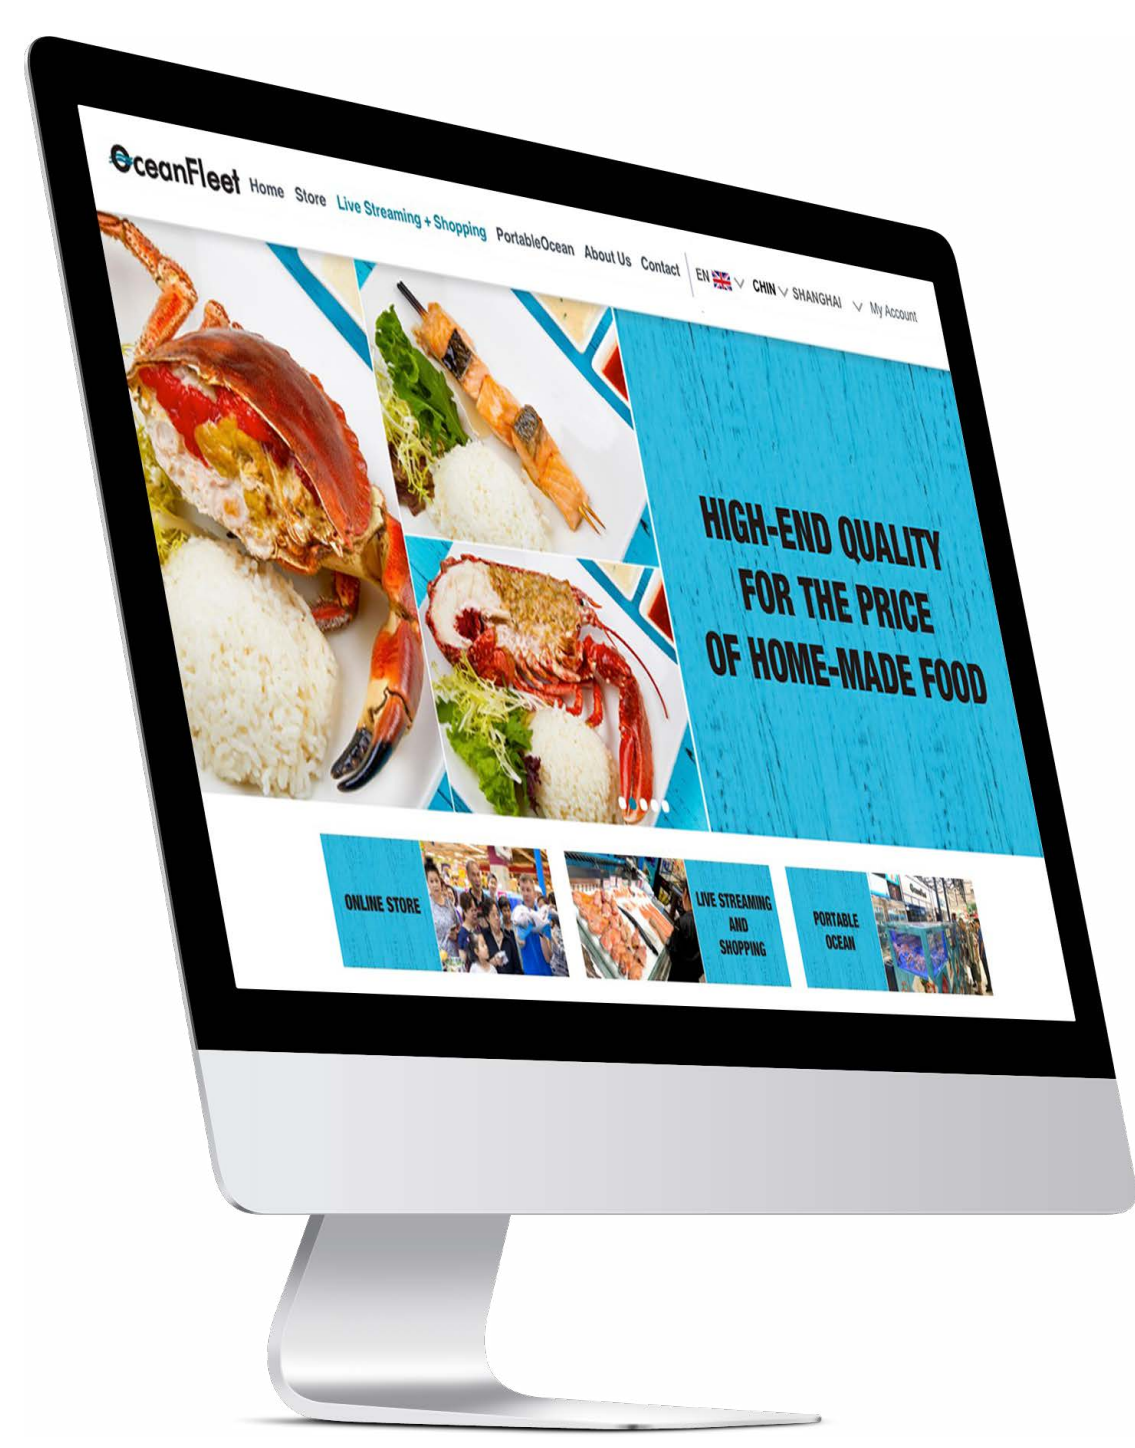 OceanFleet Home Store Live Streaming + Shopping PortableOcean About Us Contact EN CHIN SHANGHAI My Account
HIGH-END QUALITY
FOR THE PRICE
OF HOME-MADE FOOD
ONLINE STORE
LIVE STREAMING
AND
SHOPPING
PORTABLE
OCEAN